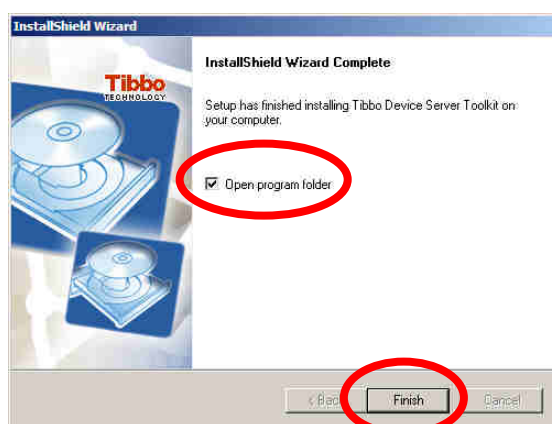 InstallShield Wizard
Tibbo
TECHNOLOGY
InstallShield Wizard Complete
Setup has finished installing Tibbo Device Server Toolkit on
your computer.
Open program folder
< Back
Finish
Cancel